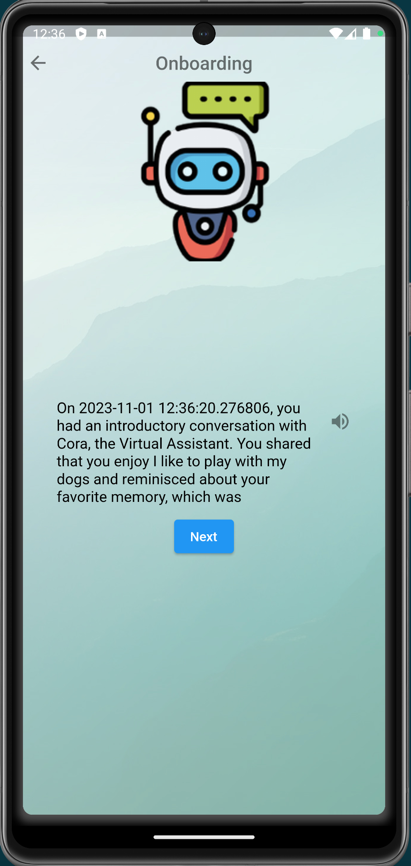 12:36
Onboarding
On 2023-11-01 12:36:20.276806, you
had an introductory conversation with
Cora, the Virtual Assistant. You shared
that you enjoy I like to play with my
dogs and reminisced about your
favorite memory, which was
Next